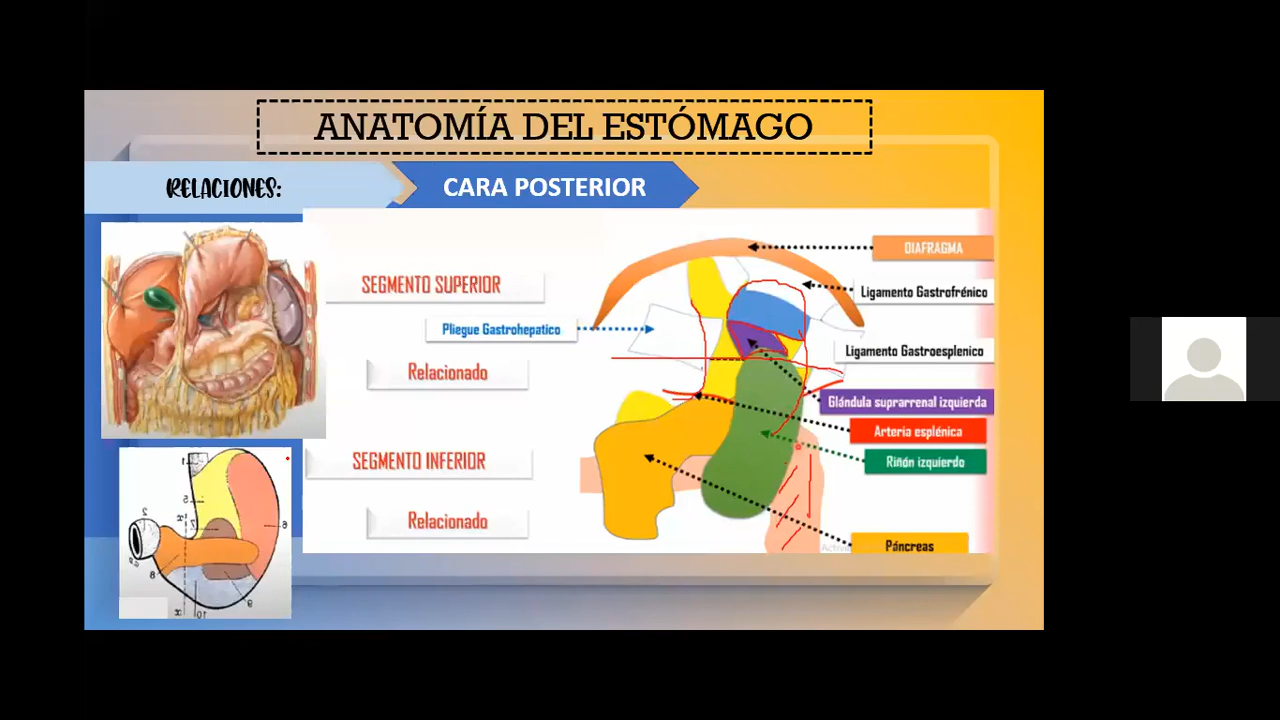 ANATOMÍA DEL ESTÓMAGO
RELACIONES:
CARA POSTERIOR
SEGMENTO SUPERIOR
Pliegue Gastrohepatico
Relacionado
SEGMENTO INFERIOR
Relacionado
DIAFRAGMA
Ligamento Gastrofrénico
Ligamento Gastroesplenico
Glándula suprarrenal izquierda
Arteria esplénica
Riñón izquierdo
Páncreas